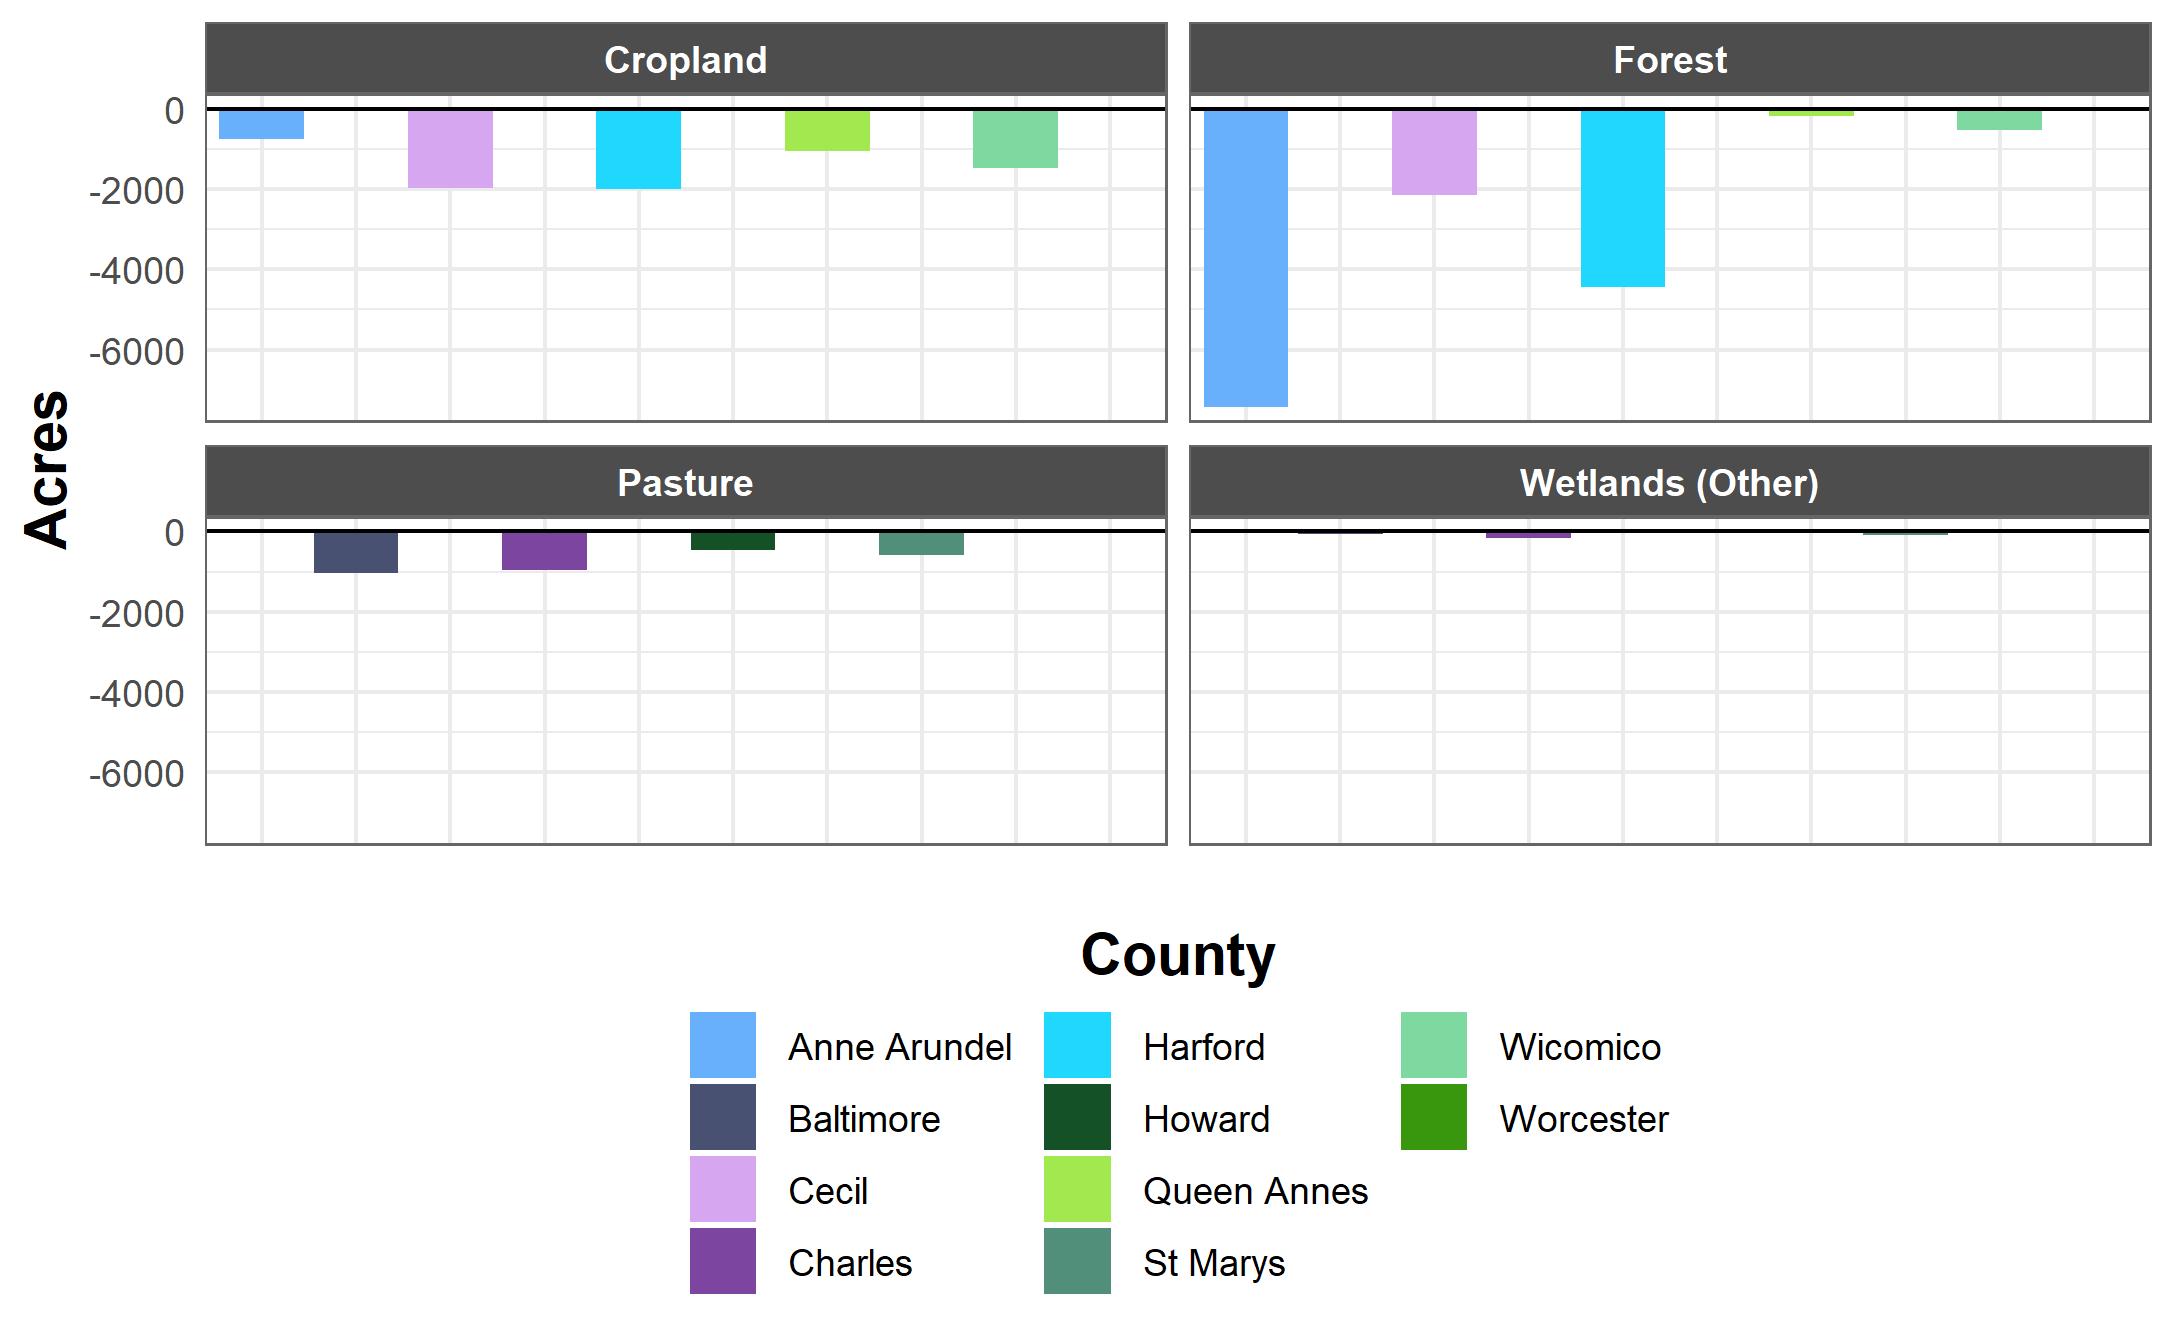 Cropland
Forest
0
-2000
-4000
-6000
Acres
Pasture
Wetlands (Other)
0
-2000
-4000
-6000
County
Anne Arundel
Baltimore
Cecil
Charles
Harford
Howard
Queen Annes
St Marys
Wicomico
Worcester